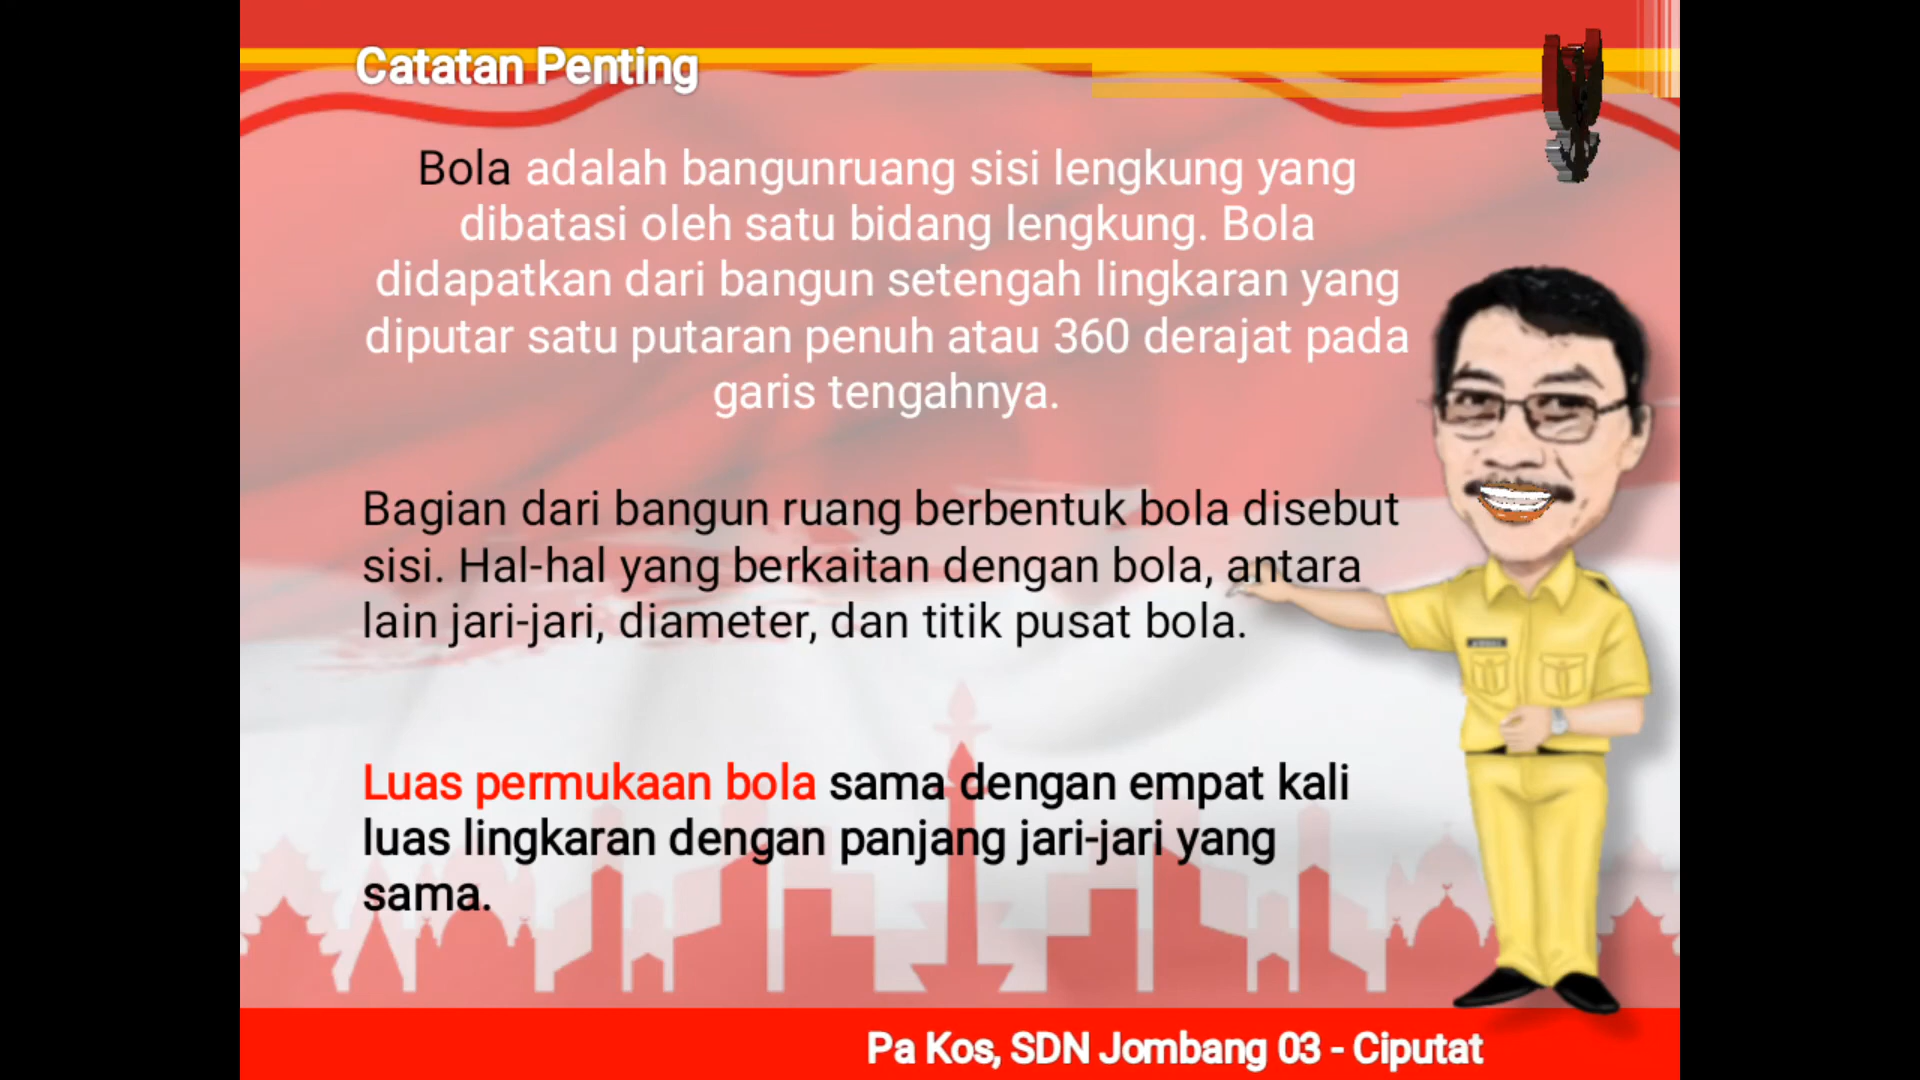 Catatan Penting
Bola adalah bangunruang sisi lengkung yang
dibatasi oleh satu bidang lengkung. Bola
didapatkan dari bangun setengah lingkaran yang
diputar satu putaran penuh atau 360 derajat pada
garis tengahnya.
Bagian dari bangun ruang berbentuk bola disebut
sisi. Hal-hal yang berkaitan dengan bola, antara
lain jari-jari, diameter, dan titik pusat bola.
Luas permukaan bola sama dengan empat kali
luas lingkaran dengan panjang jari-jari yang
sama.
Pa Kos, SDN Jombang 03 - Ciputat